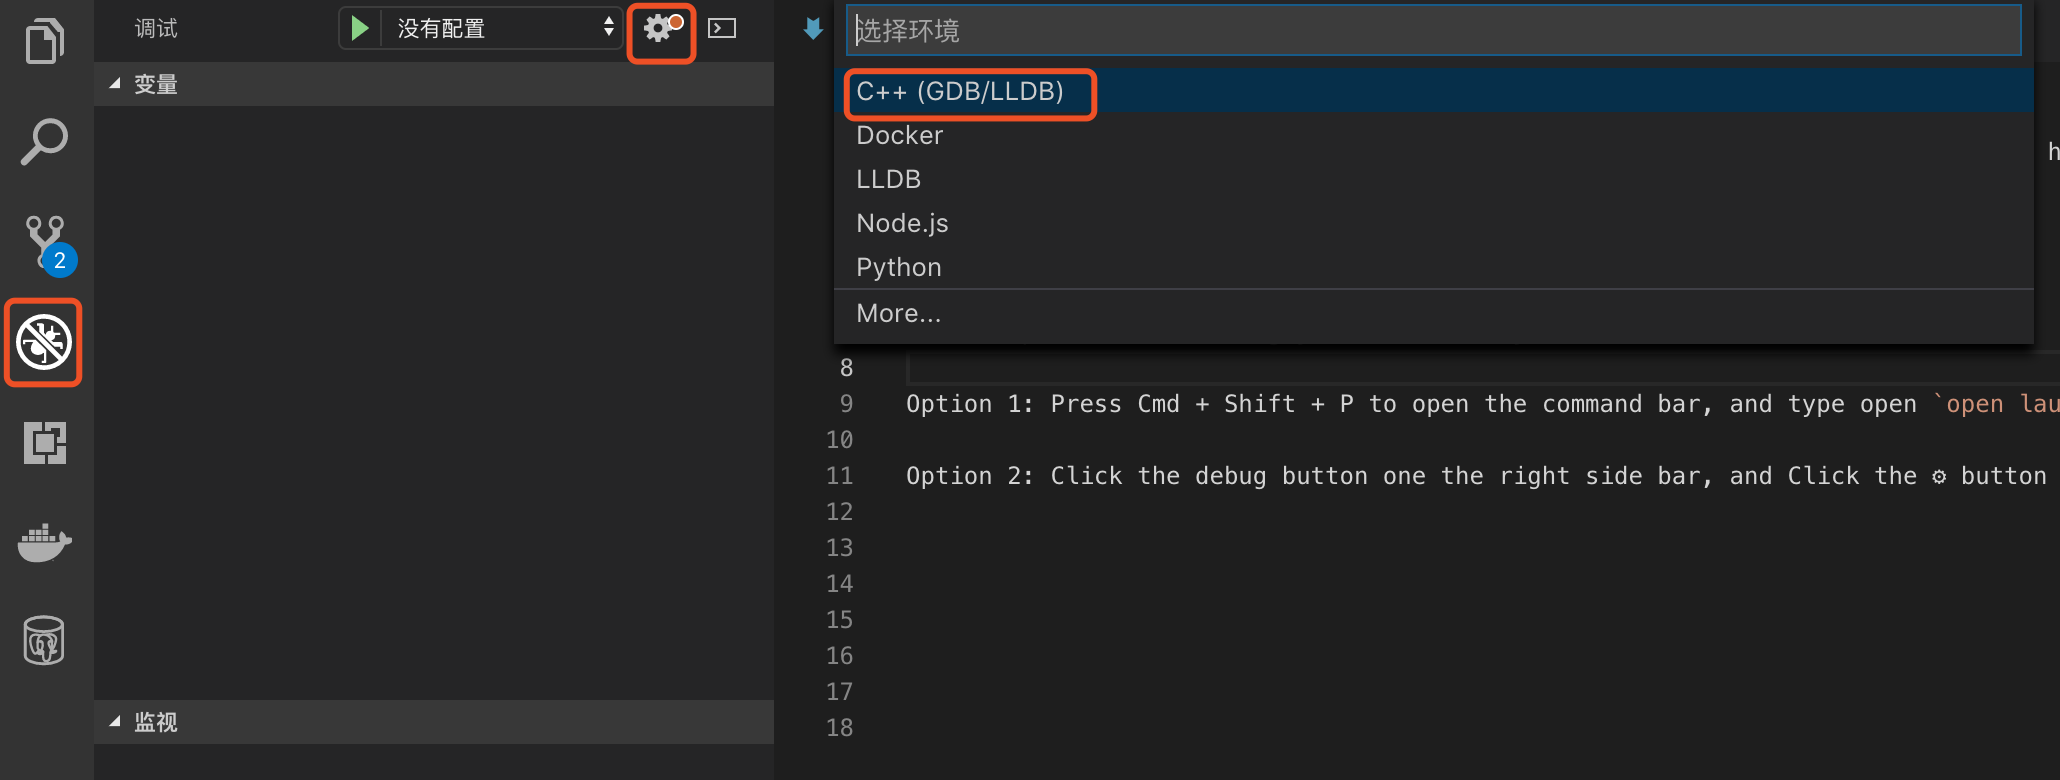 调试
没有配置
选择环境
变量
C++ (GDB/LLDB)
Docker
LLDB
Node.js
Python
More...
h
2
8
9 Option 1: Press Cmd + Shift + P to open the command bar, and type open `open lau
10
11 Option 2: Click the debug button one the right side bar, and Click the ⚙ button
12
13
14
15
16
17
18
监视